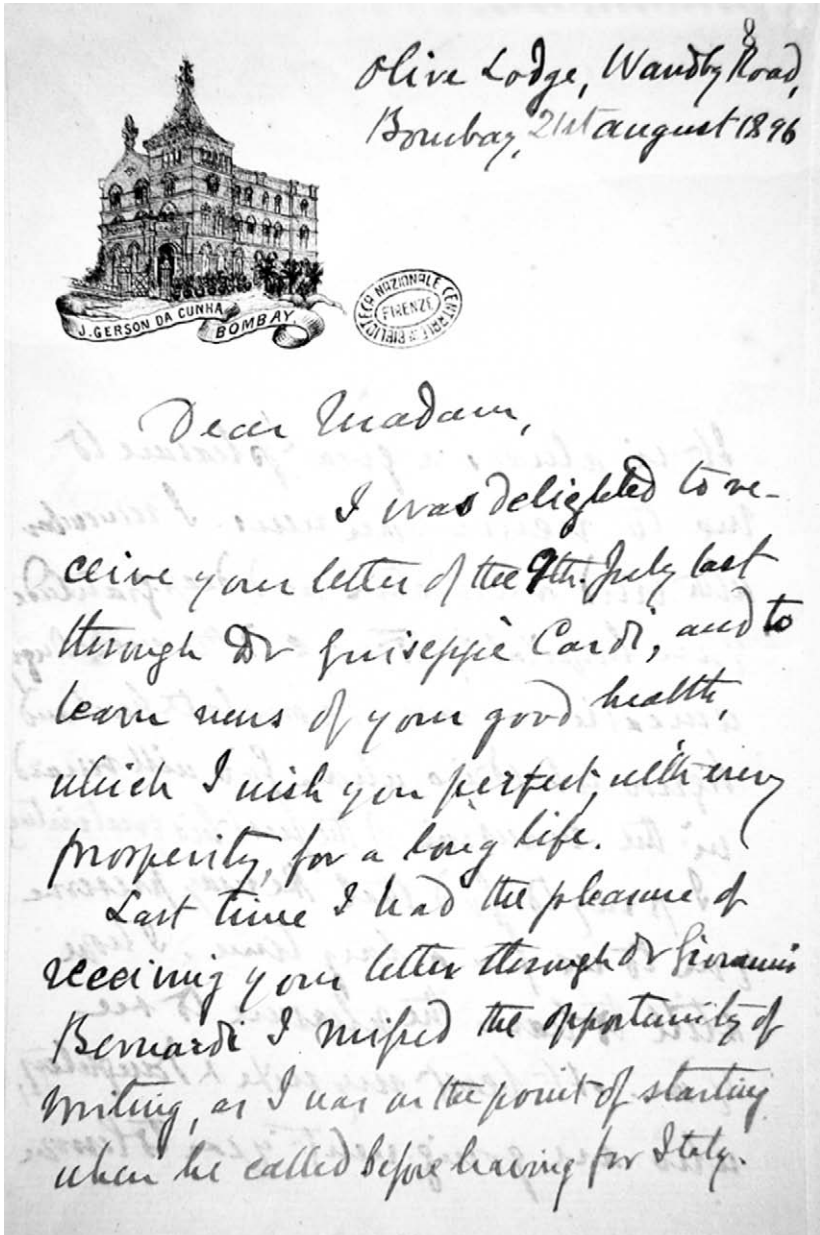 8
Olive Lodge, Wandby Road,
Bombay, 21st august 1896
J. GERSON DA CUNHA
BOMBAY.
BIBLIOTECA NAZIONALE CENTRALE
FIRENZE
Dear Madam,
I was delighted to re-
ceive your letter of the 9th. July last
through Dr Guiseppie Cardi, and to
learn news of your good health,
which I wish you perfect, with every
prosperity, for a long life.
Last time I had the pleasure of
receiving your letter through Dr Giovanni
Bernardi I missed the opportunity of
writing, as I was on the point of starting
when he called before leaving for Italy.